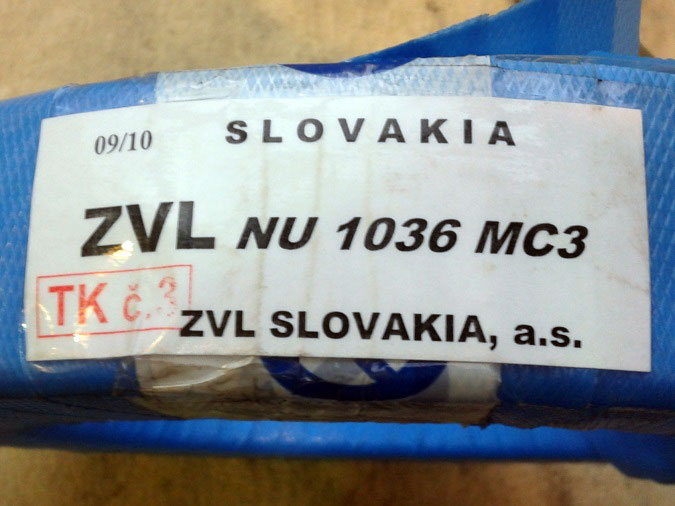 09/10 SLOVAKIA
ZVL NU 1036 MC3
TK č.3
ZVL SLOVAKIA, a.s.